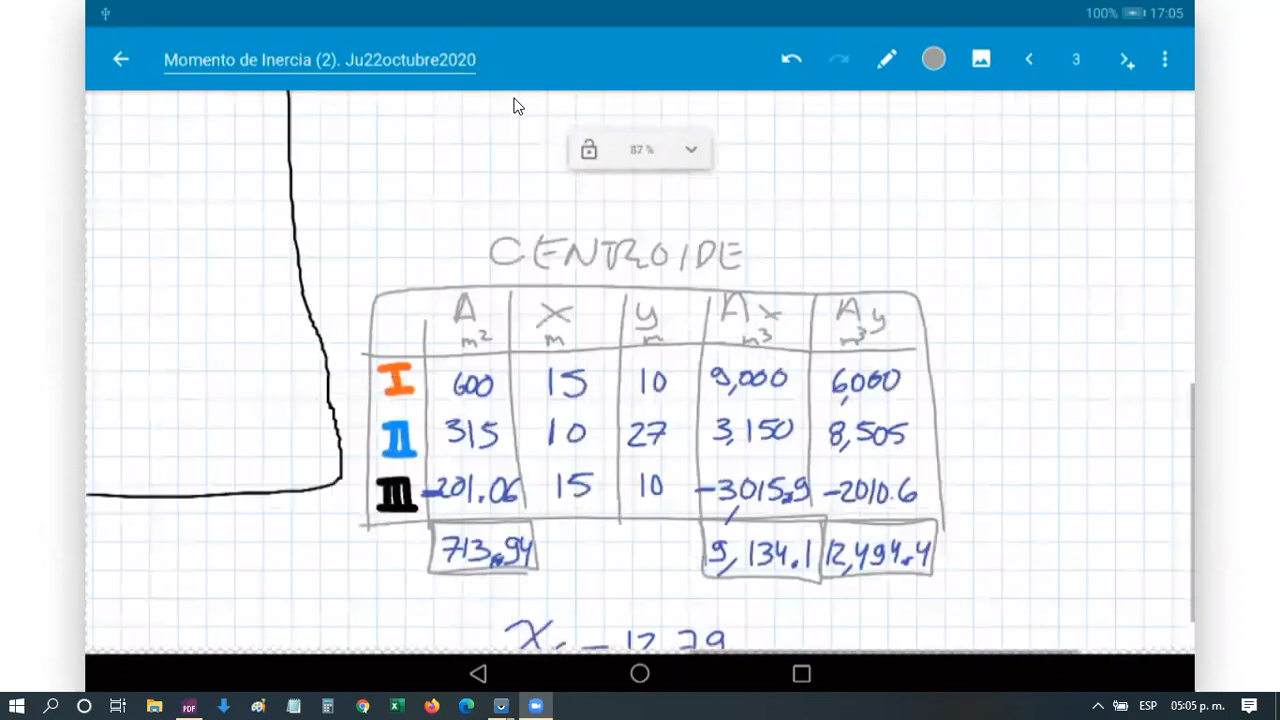 100% 17:05
Momento de Inercia (2). Ju22octubre2020
3
87 %
CENTROIDE
A x y Ax Ay
m² m m m³ m³
I 600 15 10 9,000 6,000
II 315 10 27 3,150 8,505
III -201.06 15 10 -3015.9 -2010.6
713.94 9,134.1 12,494.4
= 12.79
ESP 05:05 p. m.